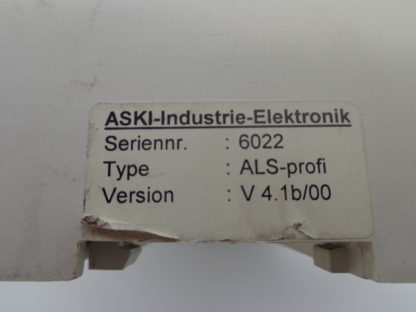 ASKI-Industrie-Elektronik
Seriennr. : 6022
Type : ALS-profi
Version : V 4.1b/00